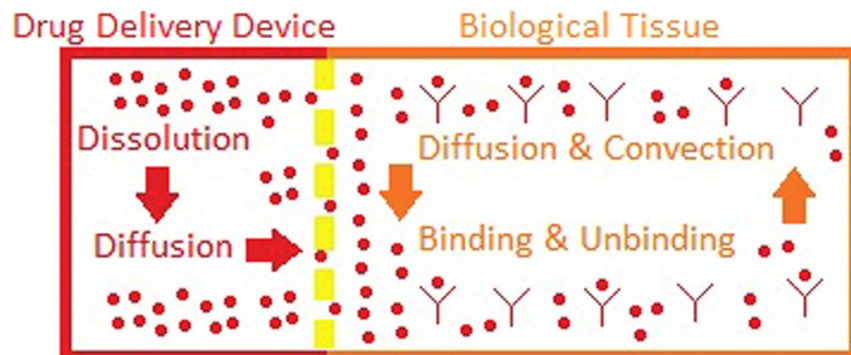 Drug Delivery Device
Biological Tissue
Dissolution
Diffusion & Convection
Diffusion
Binding & Unbinding